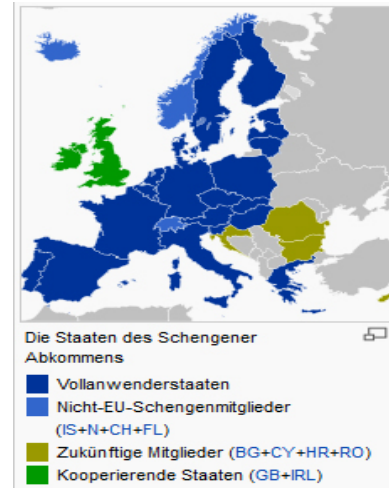 Die Staaten des Schengener
Abkommens
Vollanwenderstaaten
Nicht-EU-Schengenmitglieder
(IS+N+CH+FL)
Zukünftige Mitglieder (BG+CY+HR+RO)
Kooperierende Staaten (GB+IRL)